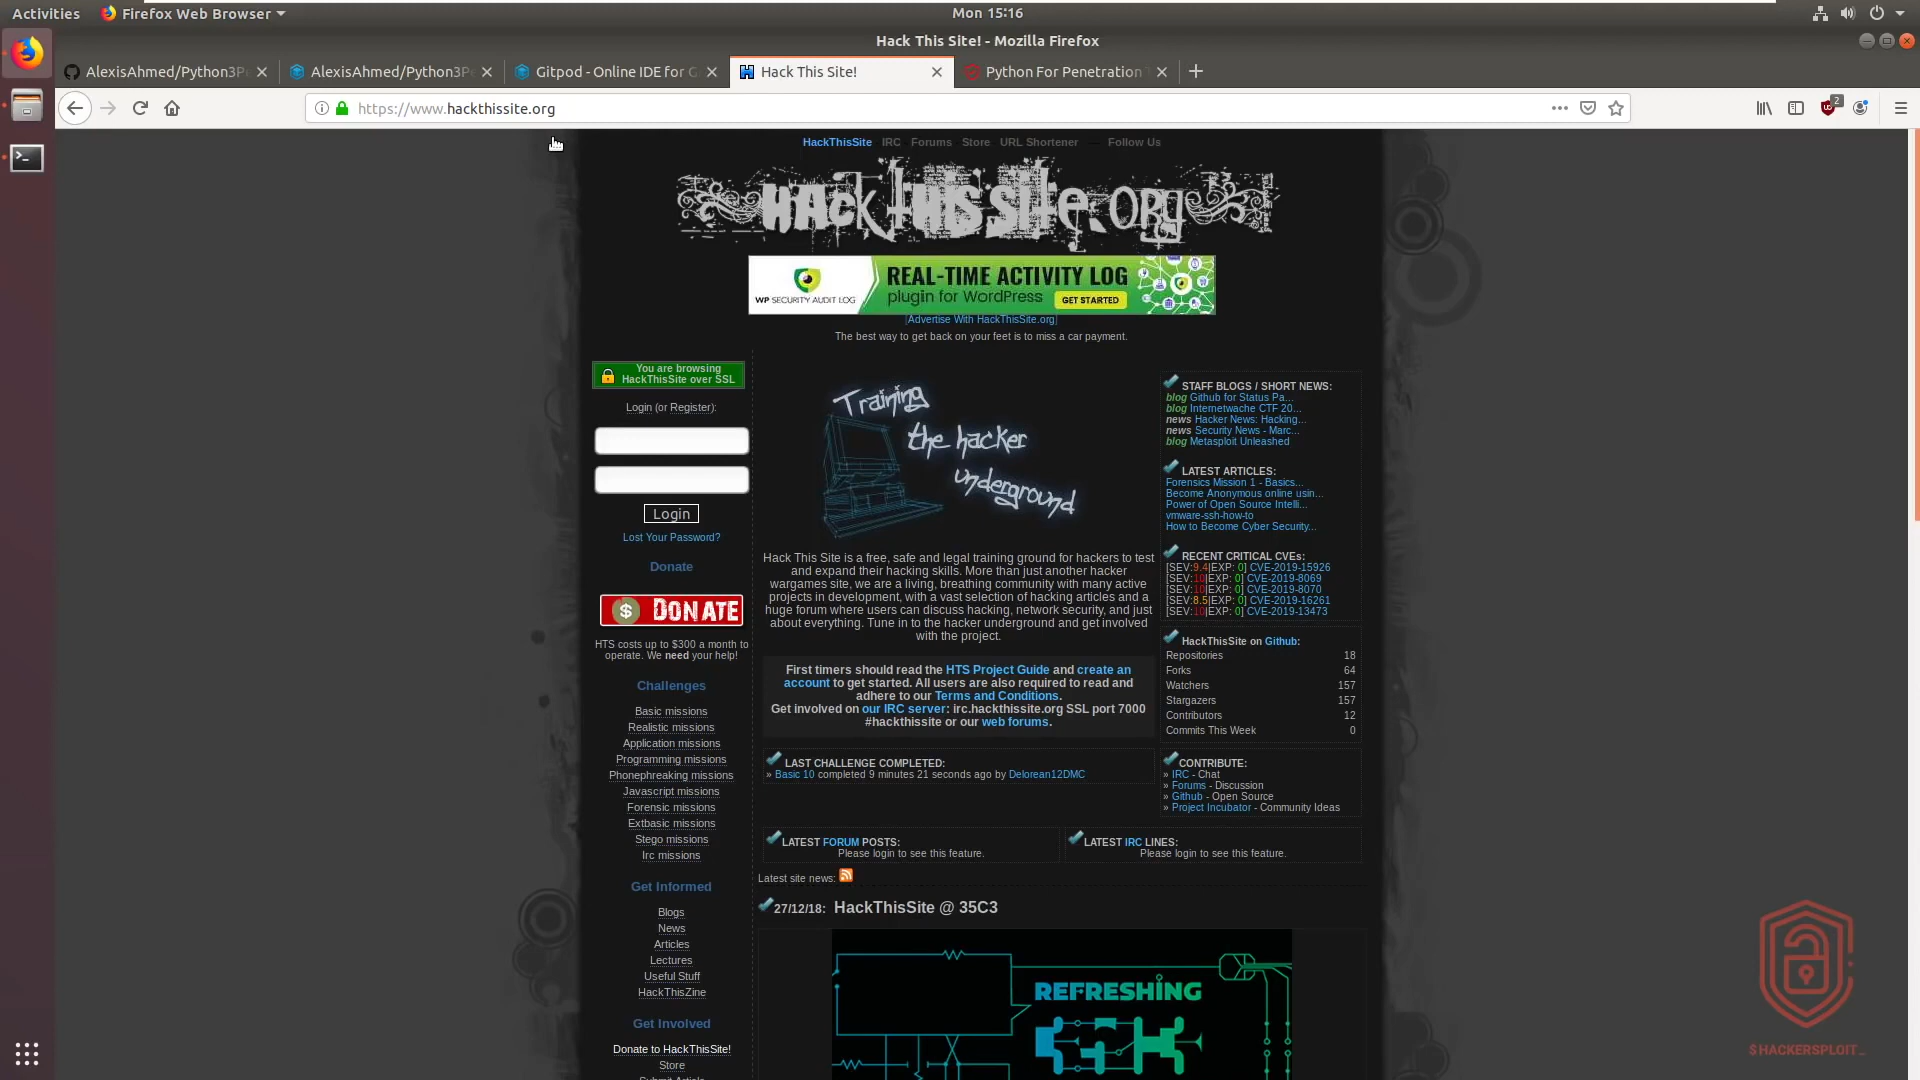 Activities
Firefox Web Browser
Mon 15:16
Hack This Site! - Mozilla Firefox
AlexisAhmed/Python3P
AlexisAhmed/Python3P
Gitpod - Online IDE for G
Hack This Site!
Python For Penetration
https://www.hackthissite.org
2
HackThisSite IRC Forums Store URL Shortener Follow Us
Hack This Site.org
WP SECURITY AUDIT LOG
REAL-TIME ACTIVITY LOG
plugin for WordPress
GET STARTED
[Advertise With HackThisSite.org]
The best way to get back on your feet is to miss a car payment.
You are browsing
HackThisSite over SSL
Login (or Register):
Login
Lost Your Password?
Donate
$ DONATE
HTS costs up to $300 a month to
operate. We need your help!
Challenges
Basic missions
Realistic missions
Application missions
Programming missions
Phonephreaking missions
Javascript missions
Forensic missions
Extbasic missions
Stego missions
Irc missions
Get Informed
Blogs
News
Articles
Lectures
Useful Stuff
HackThisZine
Get Involved
Donate to HackThisSite!
Store
Submit Article
Training
the hacker
underground
Hack This Site is a free, safe and legal training ground for hackers to test
and expand their hacking skills. More than just another hacker
wargames site, we are a living, breathing community with many active
projects in development, with a vast selection of hacking articles and a
huge forum where users can discuss hacking, network security, and just
about everything. Tune in to the hacker underground and get involved
with the project.
First timers should read the HTS Project Guide and create an
account to get started. All users are also required to read and
adhere to our Terms and Conditions.
Get involved on our IRC server: irc.hackthissite.org SSL port 7000
#hackthissite or our web forums.
LAST CHALLENGE COMPLETED:
» Basic 10 completed 9 minutes 21 seconds ago by Delorean12DMC
LATEST FORUM POSTS:
Please login to see this feature.
LATEST IRC LINES:
Please login to see this feature.
Latest site news:
27/12/18: HackThisSite @ 35C3
REFRESHING
STAFF BLOGS / SHORT NEWS:
blog Github for Status Pa...
blog Internetwache CTF 20...
news Hacker News: Hacking...
news Security News - Marc...
blog Metasploit Unleashed
LATEST ARTICLES:
Forensics Mission 1 - Basics...
Become Anonymous online usin...
Power of Open Source Intelli...
vmware-ssh-how-to
How to Become Cyber Security...
RECENT CRITICAL CVEs:
[SEV:9.4|EXP: 0] CVE-2019-15926
[SEV:10|EXP: 0] CVE-2019-8069
[SEV:10|EXP: 0] CVE-2019-8070
[SEV:8.5|EXP: 0] CVE-2019-16261
[SEV:10|EXP: 0] CVE-2019-13473
HackThisSite on Github:
Repositories 18
Forks 64
Watchers 157
Stargazers 157
Contributors 12
Commits This Week 0
CONTRIBUTE:
» IRC - Chat
» Forums - Discussion
» Github - Open Source
» Project Incubator - Community Ideas
$HACKERSPLOIT_